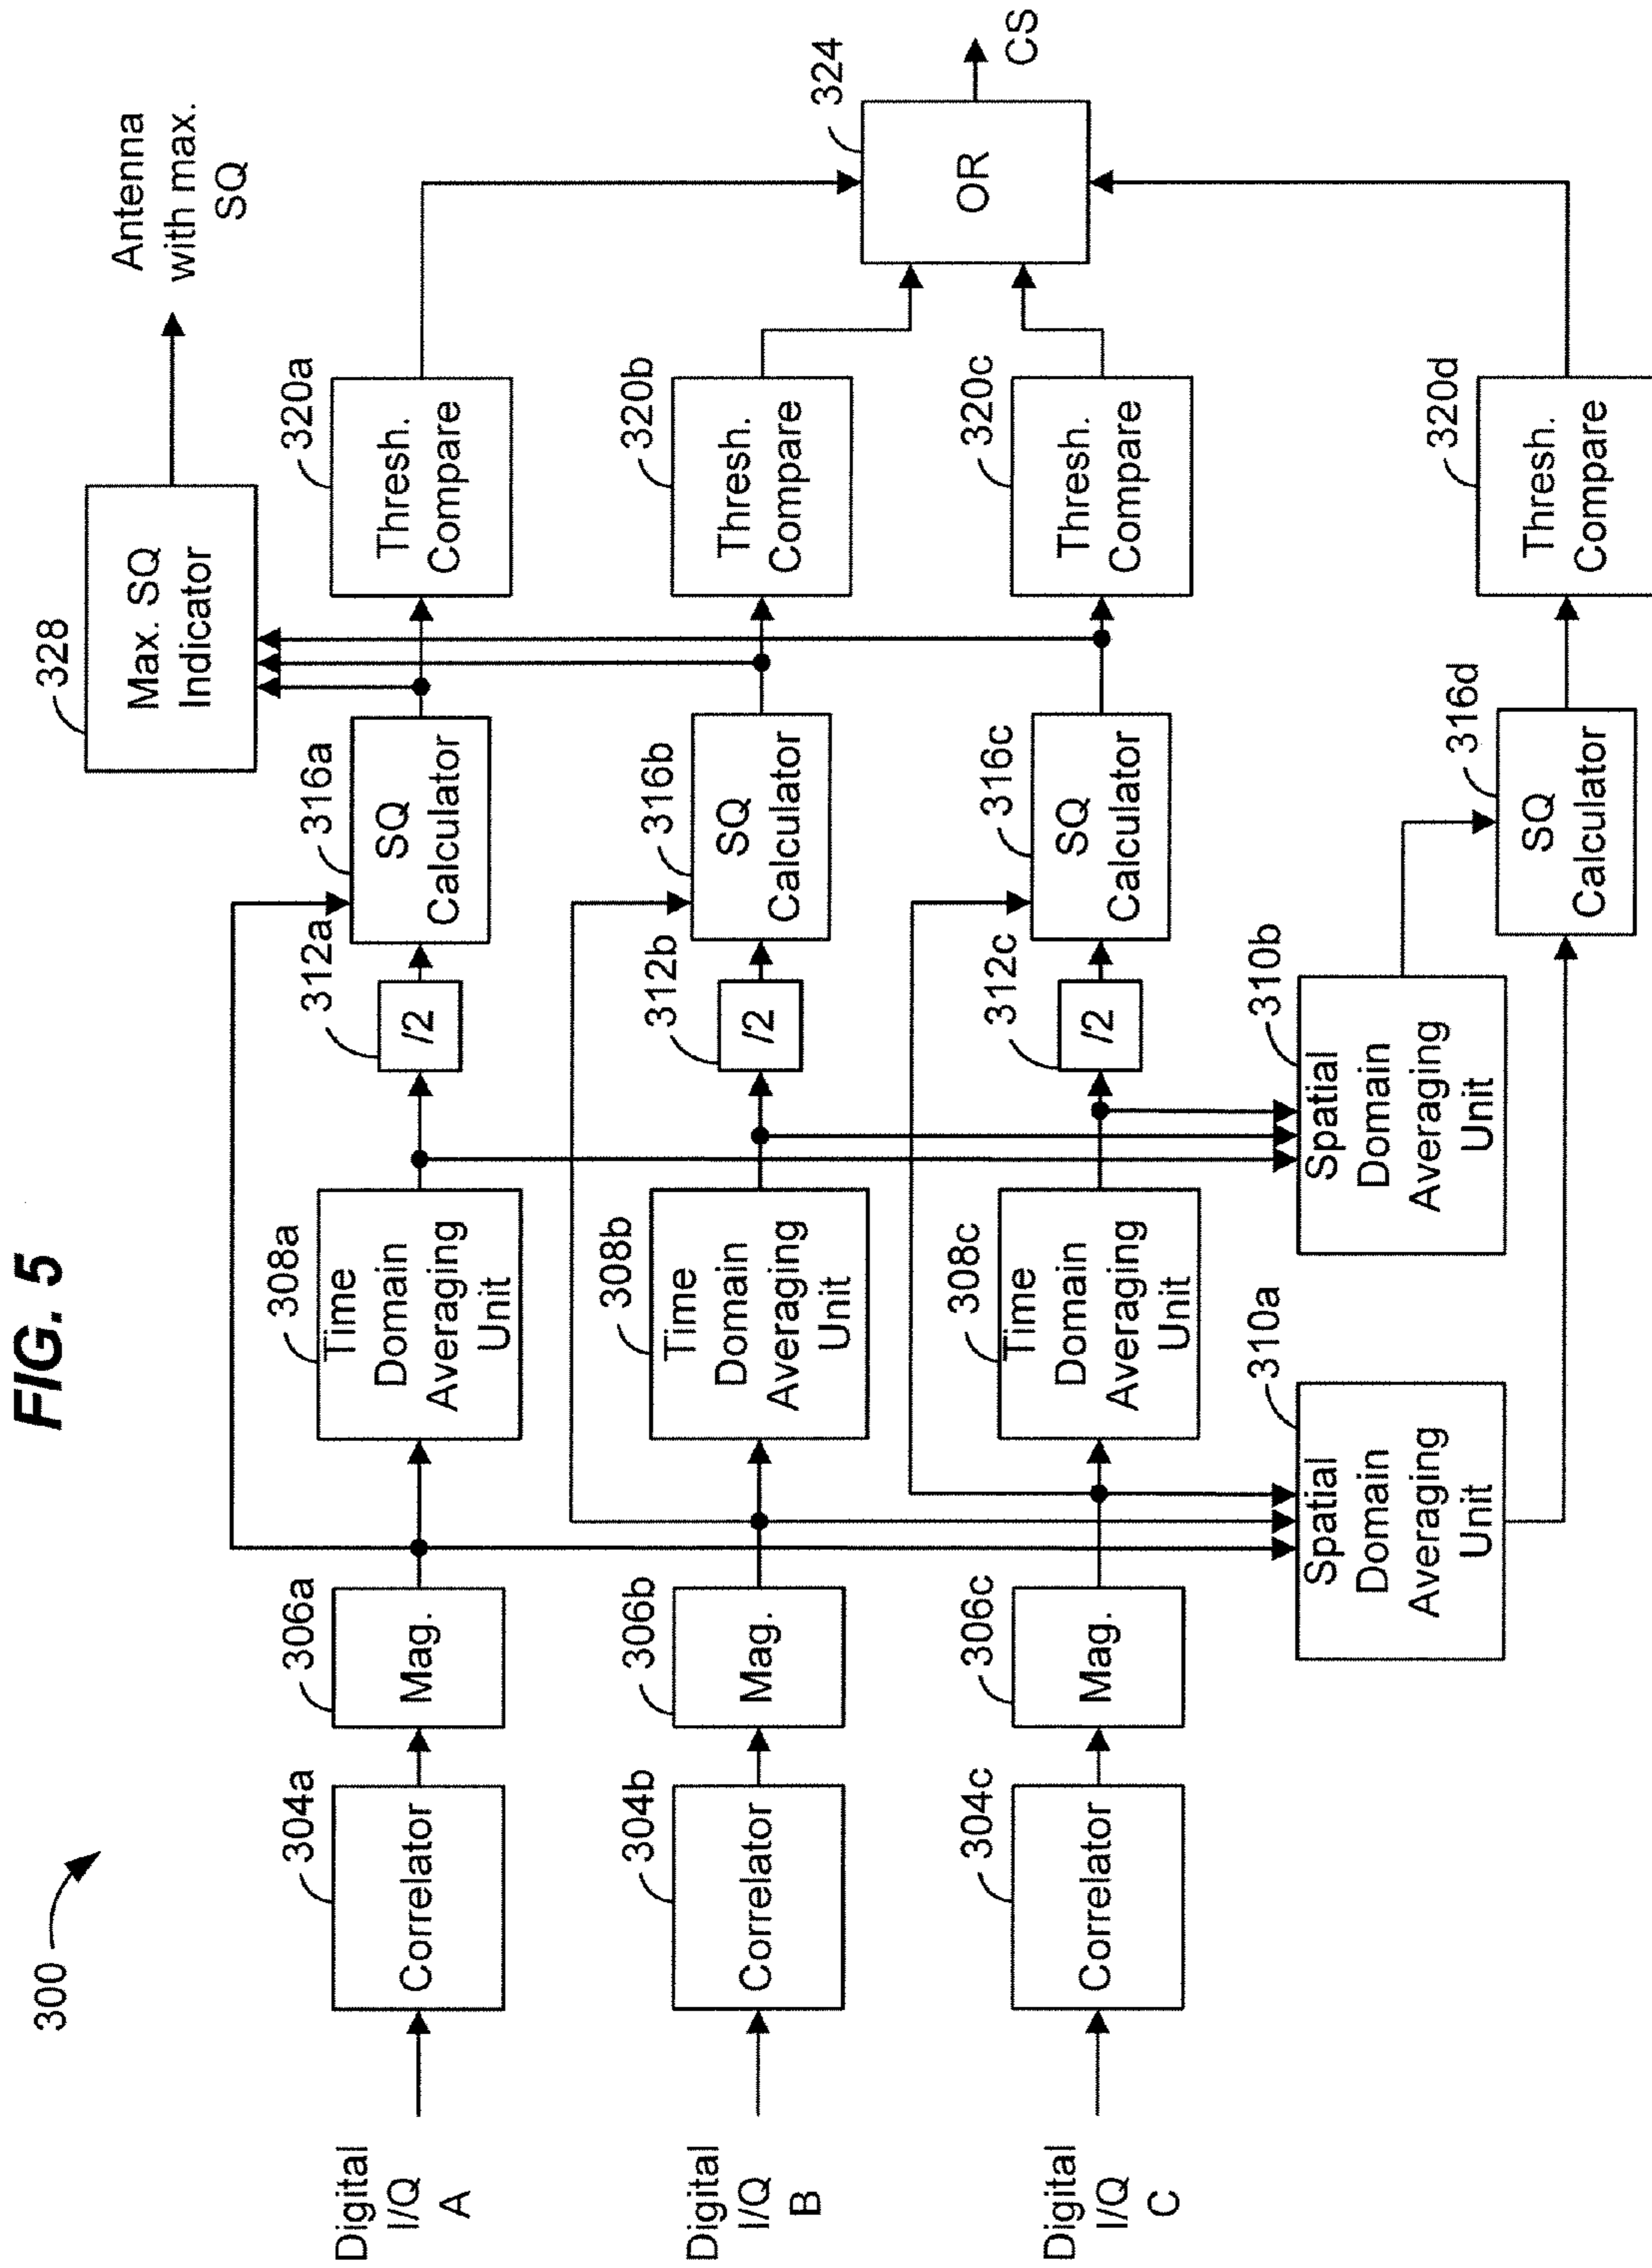 FIG. 5
300
Digital
I/Q
A
304a
Correlator
306a
Mag.
308a
Time
Domain
Averaging
Unit
312a
/2
316a
SQ
Calculator
320a
Thresh.
Compare
328
Max. SQ
Indicator
Antenna
with max.
SQ
Digital
I/Q
B
304b
Correlator
306b
Mag.
308b
Time
Domain
Averaging
Unit
312b
/2
316b
SQ
Calculator
320b
Thresh.
Compare
324
OR
CS
Digital
I/Q
C
304c
Correlator
306c
Mag.
308c
Time
Domain
Averaging
Unit
312c
/2
316c
SQ
Calculator
320c
Thresh.
Compare
310a
Spatial
Domain
Averaging
Unit
310b
Spatial
Domain
Averaging
Unit
316d
SQ
Calculator
320d
Thresh.
Compare